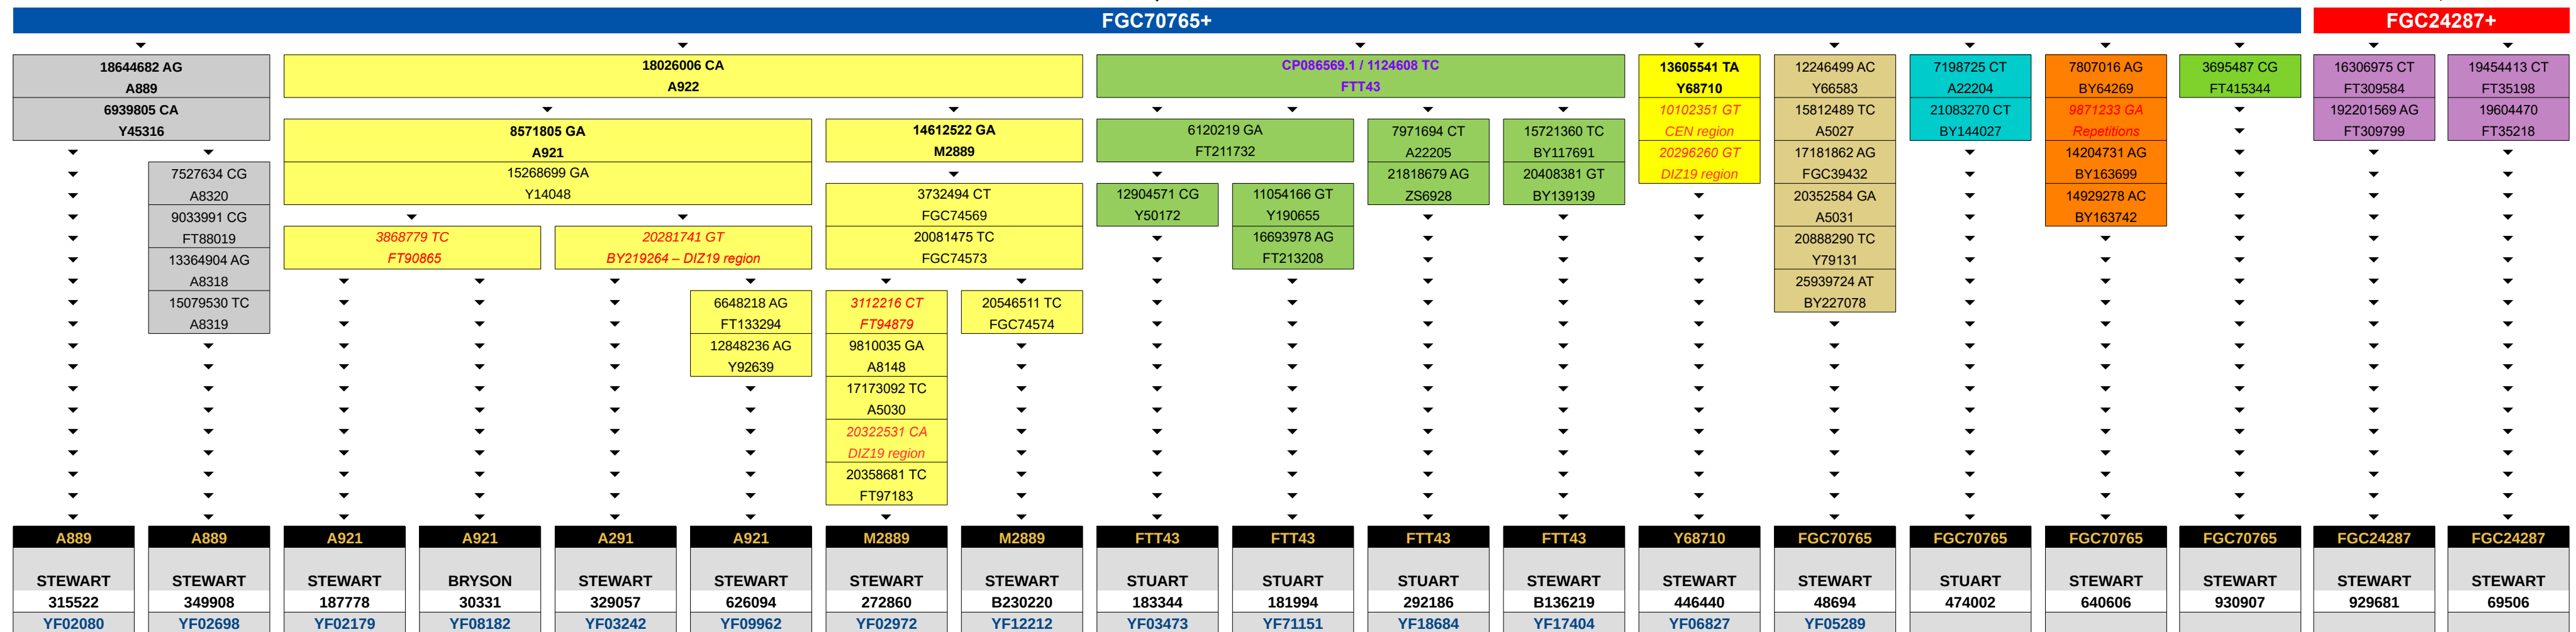 FGC70765+
FGC24287+
18644682 AG
A889
6939805 CA
Y45316
7527634 CG
A8320
9033991 CG
FT88019
13364904 AG
A8318
15079530 TC
A8319
18026006 CA
A922
8571805 GA
A921
15268699 GA
Y14048
3868779 TC
FT90865
20281741 GT
BY219264 – DIZ19 region
6648218 AG
FT133294
12848236 AG
Y92639
14612522 GA
M2889
3732494 CT
FGC74569
20081475 TC
FGC74573
3112216 CT
FT94879
9810035 GA
A8148
17173092 TC
A5030
20322531 CA
DIZ19 region
20358681 TC
FT97183
20546511 TC
FGC74574
CP086569.1 / 1124608 TC
FTT43
6120219 GA
FT211732
12904571 CG
Y50172
11054166 GT
Y190655
16693978 AG
FT213208
7971694 CT
A22205
21818679 AG
ZS6928
15721360 TC
BY117691
20408381 GT
BY139139
13605541 TA
Y68710
10102351 GT
CEN region
20296260 GT
DIZ19 region
12246499 AC
Y66583
15812489 TC
A5027
17181862 AG
FGC39432
20352584 GA
A5031
20888290 TC
Y79131
25939724 AT
BY227078
7198725 CT
A22204
21083270 CT
BY144027
7807016 AG
BY64269
9871233 GA
Repetitions
14204731 AG
BY163699
14929278 AC
BY163742
3695487 CG
FT415344
16306975 CT
FT309584
192201569 AG
FT309799
19454413 CT
FT35198
19604470
FT35218
A889 A889 A921 A921 A291 A921 M2889 M2889 FTT43 FTT43 FTT43 FTT43 Y68710 FGC70765 FGC70765 FGC70765 FGC70765 FGC24287 FGC24287
STEWART STEWART STEWART BRYSON STEWART STEWART STEWART STEWART STUART STUART STUART STEWART STEWART STEWART STUART STEWART STEWART STEWART STEWART
315522 349908 187778 30331 329057 626094 272860 B230220 183344 181994 292186 B136219 446440 48694 474002 640606 930907 929681 69506
YF02080 YF02698 YF02179 YF08182 YF03242 YF09962 YF02972 YF12212 YF03473 YF71151 YF18684 YF17404 YF06827 YF05289